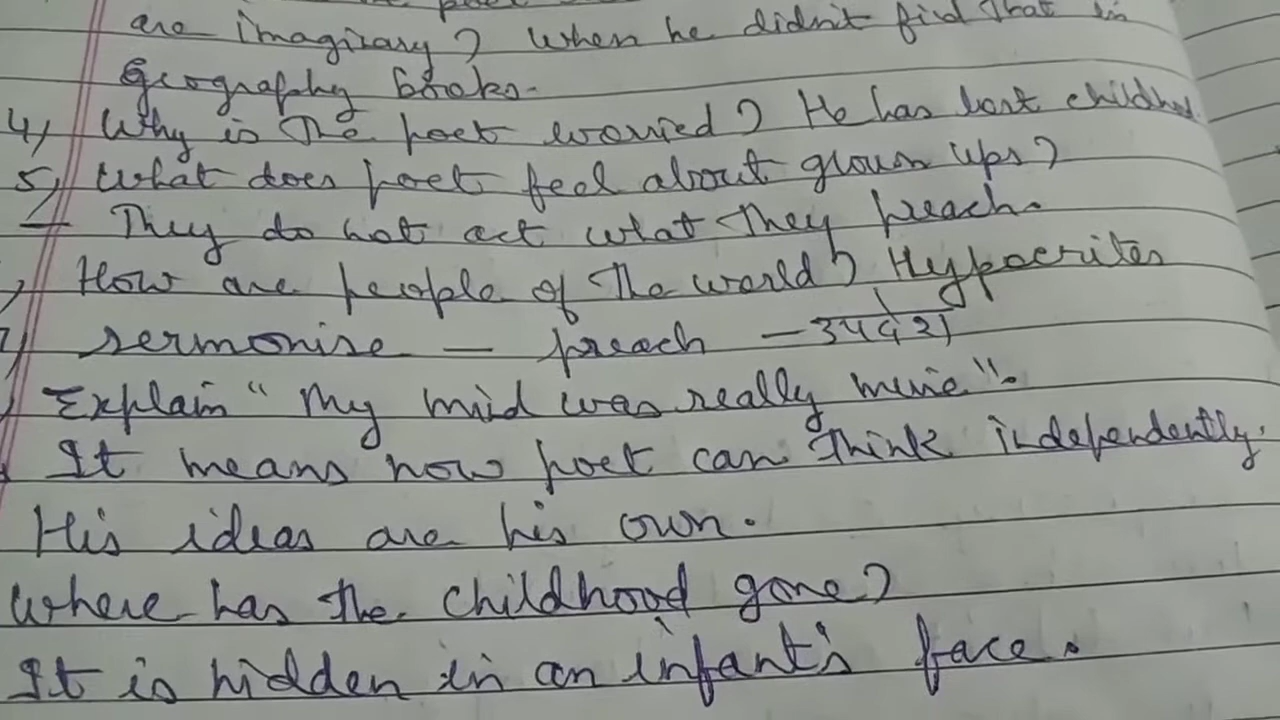 are imaginary? When he didn't find that in
Geography books.
4) Why is the poet worried? He has lost childhood
5) What does poet feel about grown ups?
– They do not act what they preach.
) How are people of the world? Hypocrites
7) sermonise – preach – उपदेश
) Explain "My mid was really mine".
It means now poet can think independently.
His ideas are his own.
Where has the childhood gone?
It is hidden in an infant's face.